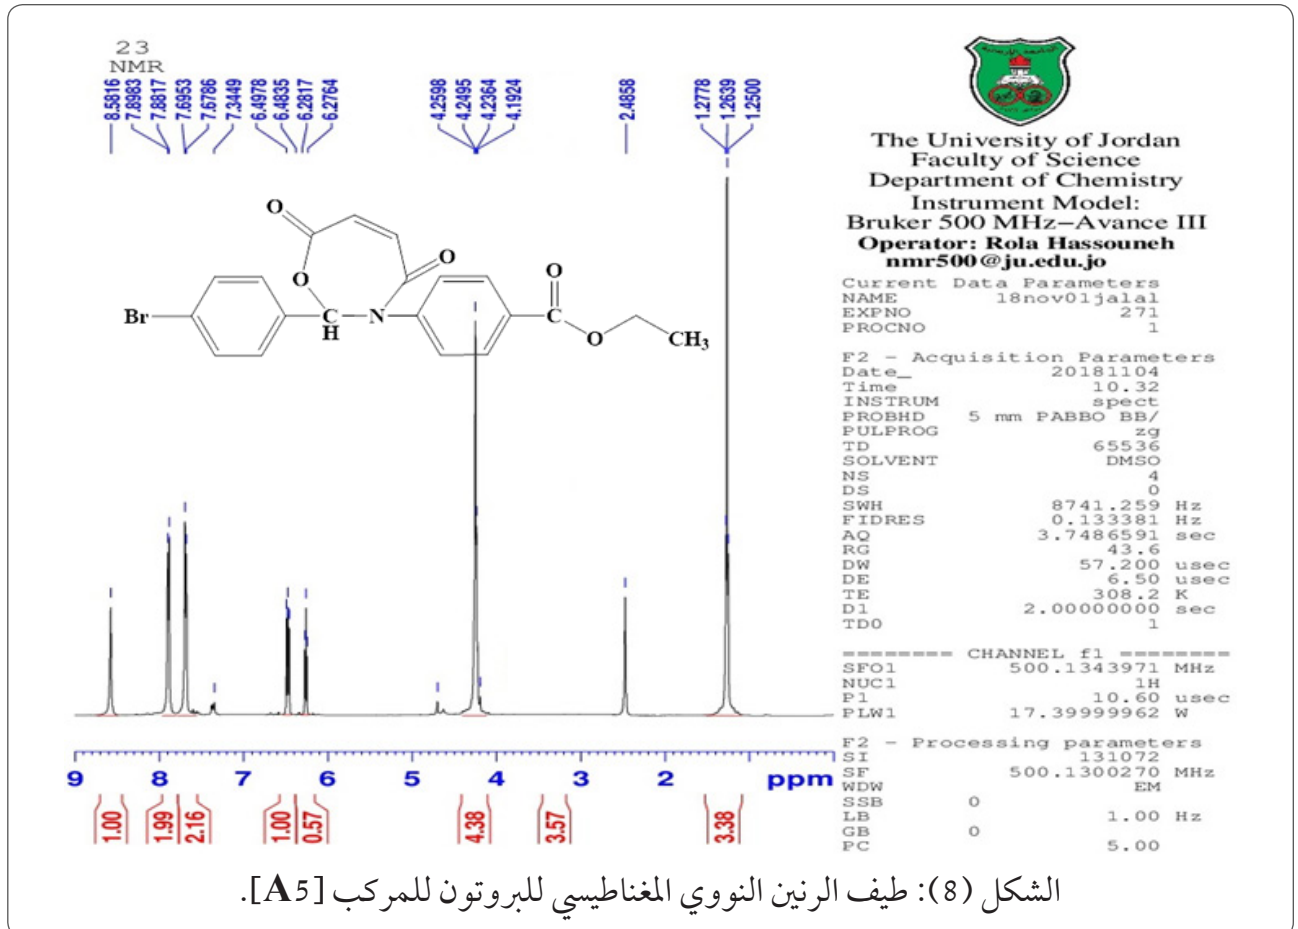 23
NMR
8.5816
7.8983
7.8817
7.6953
7.6786
7.3449
6.4978
6.4835
6.2817
6.2764
4.2598
4.2495
4.2364
4.1924
2.4858
1.2778
1.2639
1.2500
The University of Jordan
Faculty of Science
Department of Chemistry
Instrument Model:
Bruker 500 MHz–Avance III
Operator: Rola Hassouneh
nmr500@ju.edu.jo
Current Data Parameters
NAME 18nov01jalal
EXPNO 271
PROCNO 1
F2 - Acquisition Parameters
Date_ 20181104
Time 10.32
INSTRUM spect
PROBHD 5 mm PABBO BB/
PULPROG zg
TD 65536
SOLVENT DMSO
NS 4
DS 0
SWH 8741.259 Hz
FIDRES 0.133381 Hz
AQ 3.7486591 sec
RG 43.6
DW 57.200 usec
DE 6.50 usec
TE 308.2 K
D1 2.00000000 sec
TD0 1
======== CHANNEL f1 ========
SFO1 500.1343971 MHz
NUC1 1H
P1 10.60 usec
PLW1 17.39999962 W
F2 - Processing parameters
SI 131072
SF 500.1300270 MHz
WDW EM
SSB 0
LB 1.00 Hz
GB 0
PC 5.00
O
O
O
O
Br
C
H
N
C
O
CH3
9 8 7 6 5 4 3 2 1 ppm
1.00
1.99
2.16
1.00
0.57
4.38
3.57
3.38
الشكل (8): طيف الرنين النووي المغناطيسي للبروتون للمركب [A5].